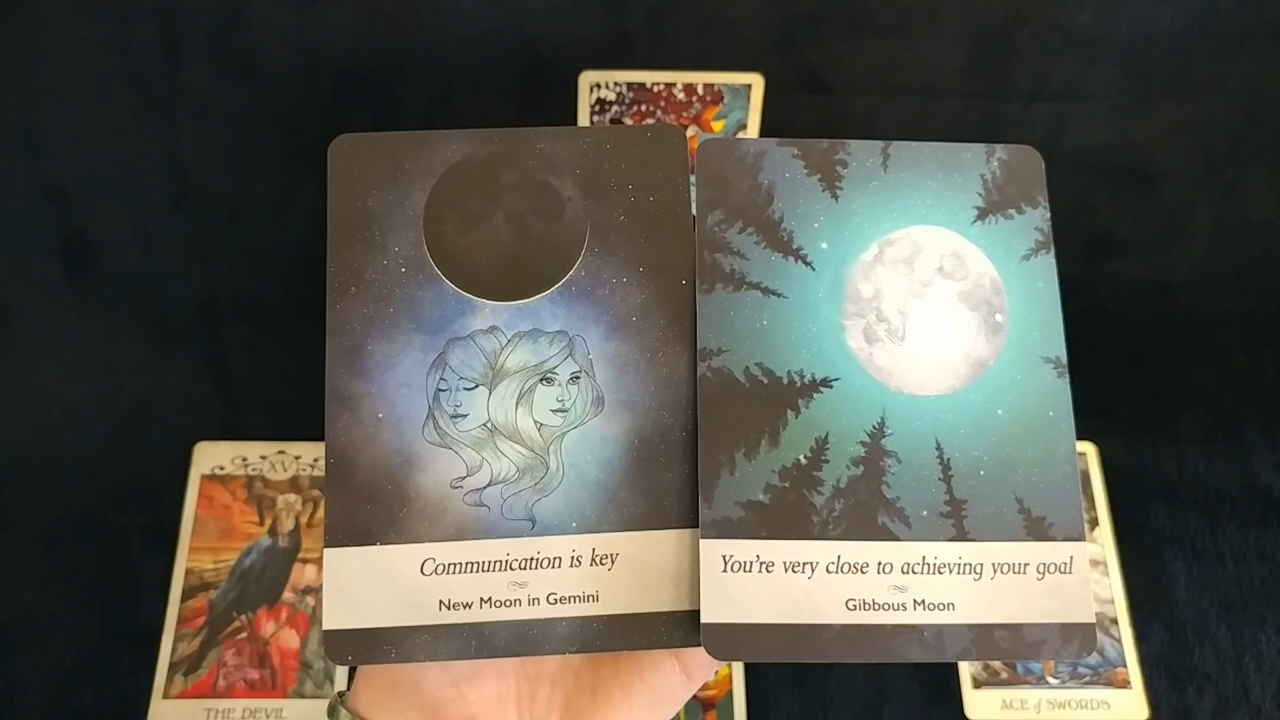 Communication is key
New Moon in Gemini
You're very close to achieving your goal
Gibbous Moon
XV
THE DEVIL
ACE of SWORDS